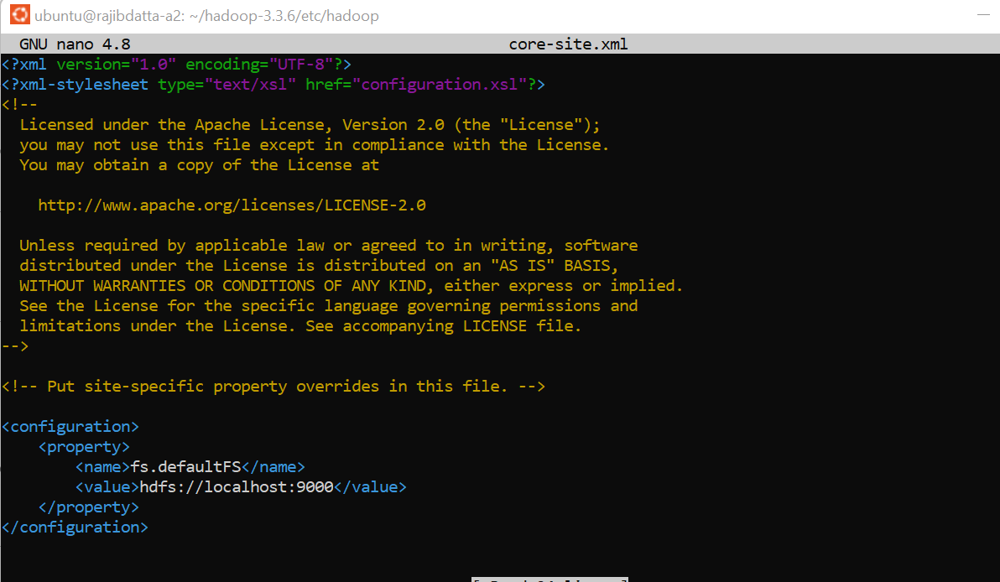 ubuntu@rajibdatta-a2: ~/hadoop-3.3.6/etc/hadoop
GNU nano 4.8 core-site.xml
<?xml version="1.0" encoding="UTF-8"?>
<?xml-stylesheet type="text/xsl" href="configuration.xsl"?>
<!--
Licensed under the Apache License, Version 2.0 (the "License");
you may not use this file except in compliance with the License.
You may obtain a copy of the License at
http://www.apache.org/licenses/LICENSE-2.0
Unless required by applicable law or agreed to in writing, software
distributed under the License is distributed on an "AS IS" BASIS,
WITHOUT WARRANTIES OR CONDITIONS OF ANY KIND, either express or implied.
See the License for the specific language governing permissions and
limitations under the License. See accompanying LICENSE file.
-->
<!-- Put site-specific property overrides in this file. -->
<configuration>
<property>
<name>fs.defaultFS</name>
<value>hdfs://localhost:9000</value>
</property>
</configuration>